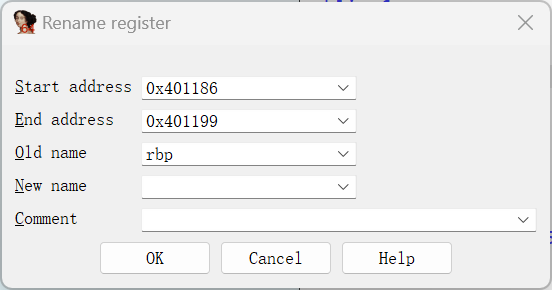 Rename register
Start address 0x401186
End address 0x401199
Old name rbp
New name
Comment
OK Cancel Help